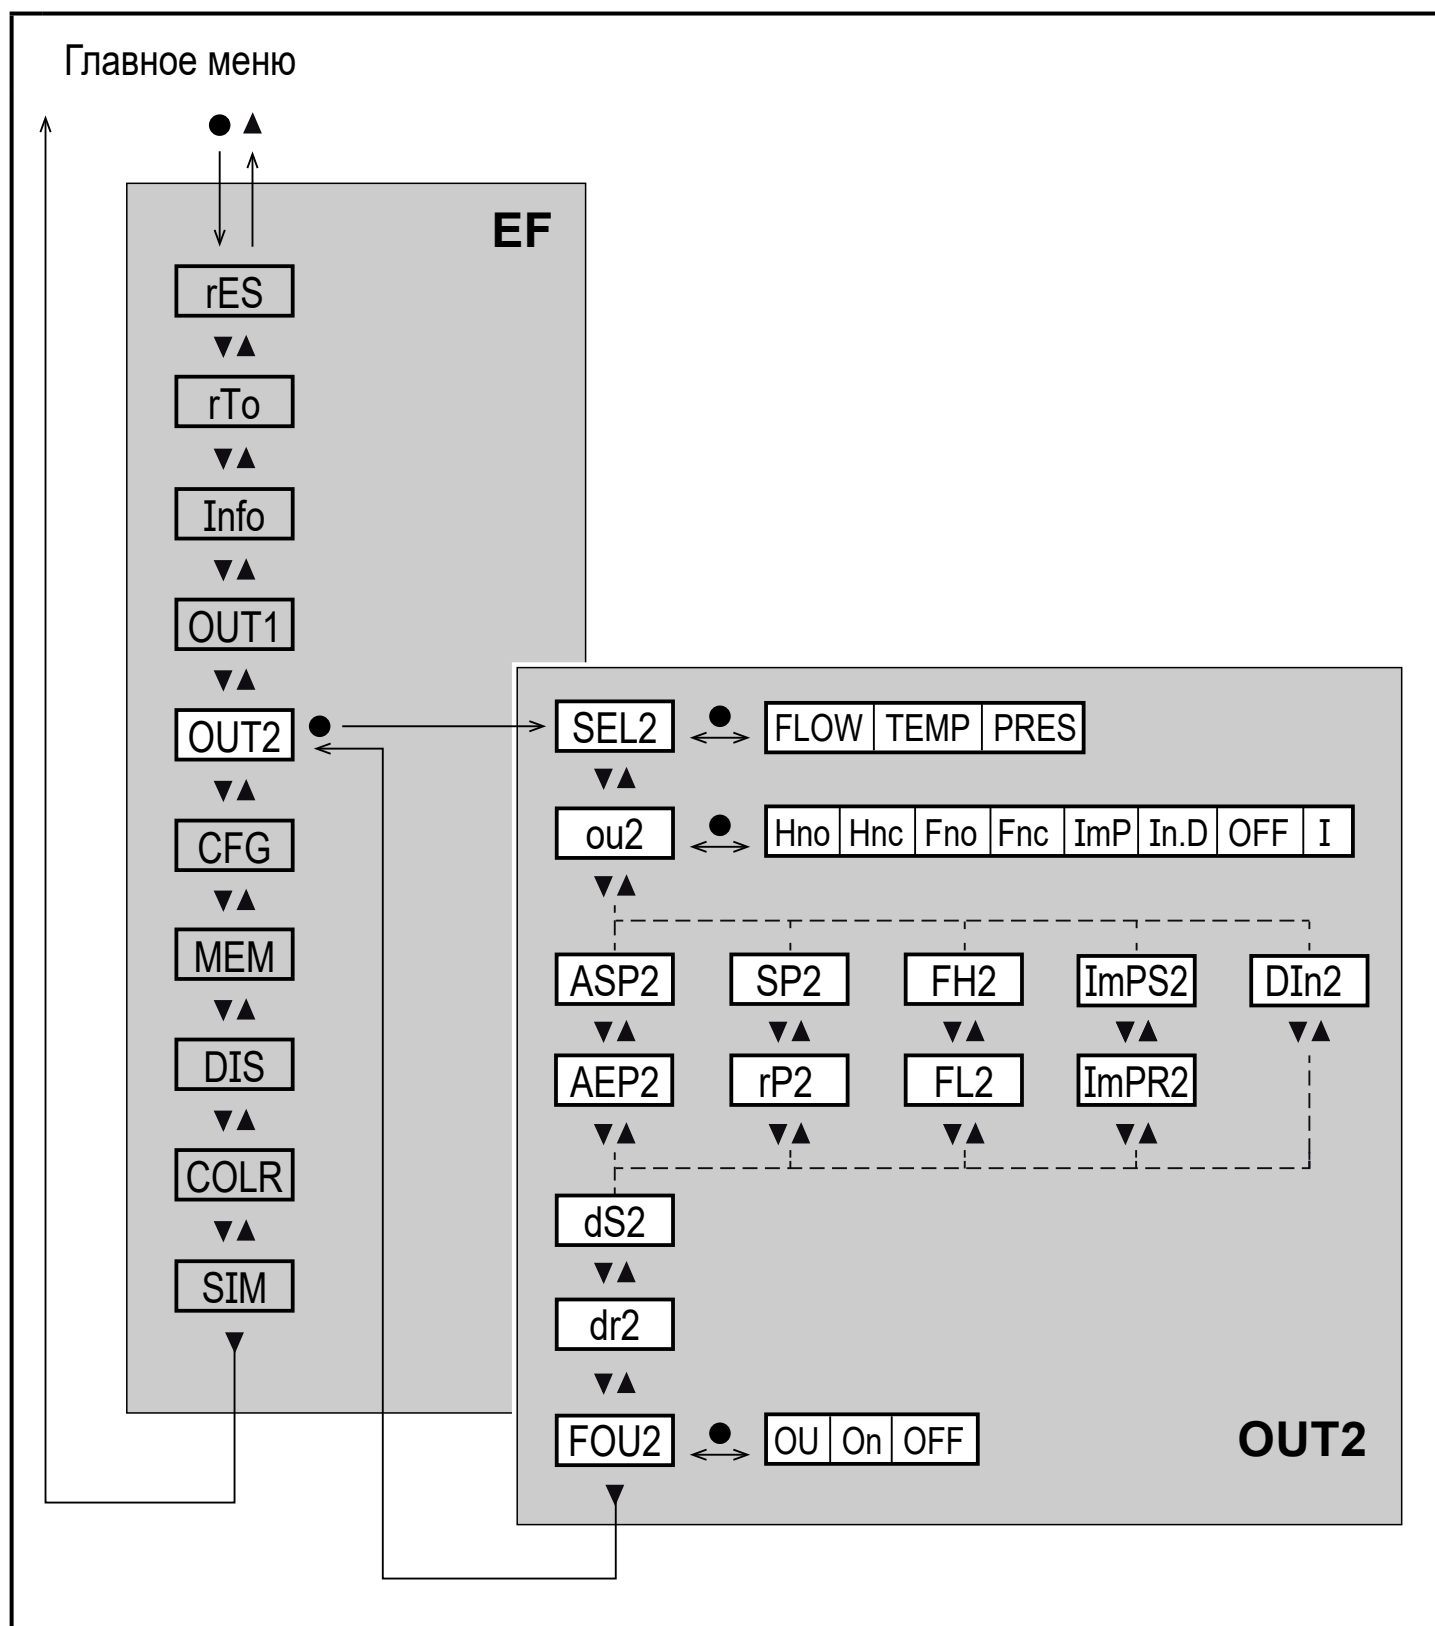 Главное меню
EF
rES
rTo
Info
OUT1
OUT2
CFG
MEM
DIS
COLR
SIM
SEL2 FLOW TEMP PRES
ou2 Hno Hnc Fno Fnc ImP In.D OFF I
ASP2 SP2 FH2 ImPS2 DIn2
AEP2 rP2 FL2 ImPR2
dS2
dr2
FOU2 OU On OFF
OUT2